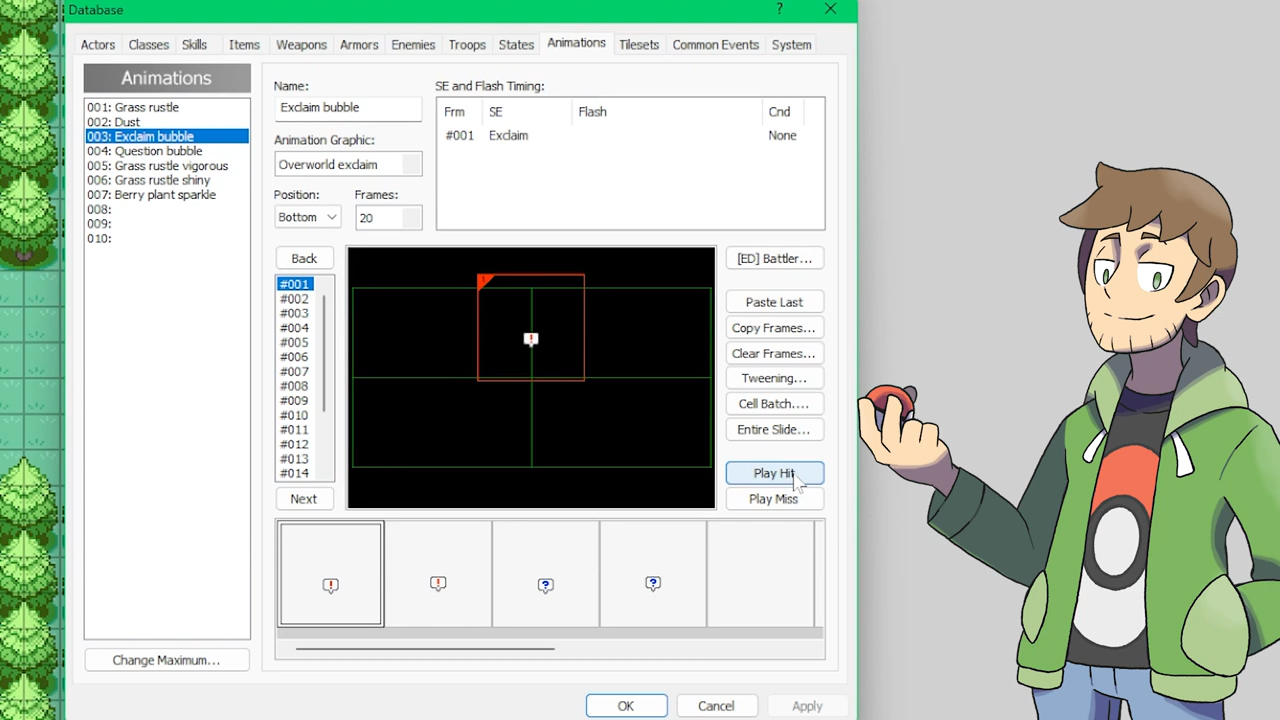 Database
?
Actors Classes Skills Items Weapons Armors Enemies Troops States Animations Tilesets Common Events System
Animations
001: Grass rustle
002: Dust
003: Exclaim bubble
004: Question bubble
005: Grass rustle vigorous
006: Grass rustle shiny
007: Berry plant sparkle
008:
009:
010:
Change Maximum...
Name:
Exclaim bubble
Animation Graphic:
Overworld exclaim
Position: Frames:
Bottom 20
SE and Flash Timing:
Frm SE Flash Cnd
#001 Exclaim None
Back
#001
#002
#003
#004
#005
#006
#007
#008
#009
#010
#011
#012
#013
#014
Next
1
!
[ED] Battler...
Paste Last
Copy Frames...
Clear Frames...
Tweening...
Cell Batch....
Entire Slide...
Play Hit
Play Miss
! ! ? ?
OK Cancel Apply